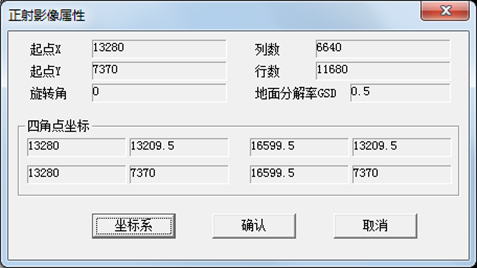 正射影像属性
起点X 13280 列数 6640
起点Y 7370 行数 11680
旋转角 0 地面分解率GSD 0.5
四角点坐标
13280 13209.5 16599.5 13209.5
13280 7370 16599.5 7370
坐标系 确认 取消